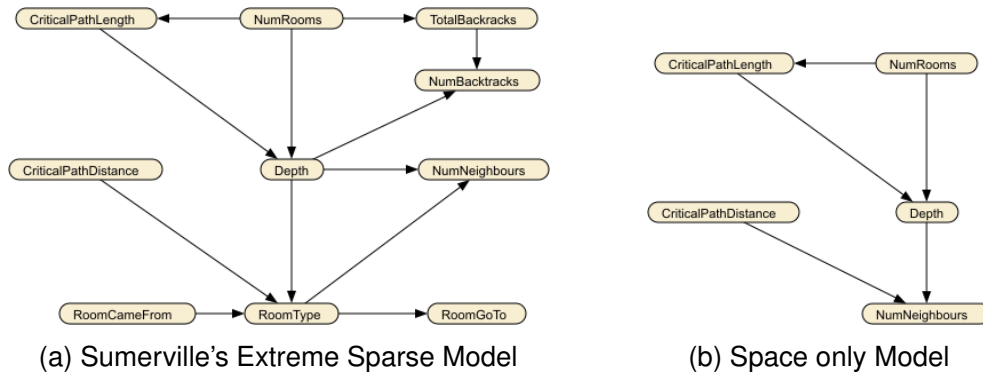 CriticalPathLength
NumRooms
TotalBackracks
NumBacktracks
CriticalPathDistance
Depth
NumNeighbours
RoomCameFrom
RoomType
RoomGoTo
(a) Sumerville's Extreme Sparse Model
CriticalPathLength
NumRooms
CriticalPathDistance
Depth
NumNeighbours
(b) Space only Model